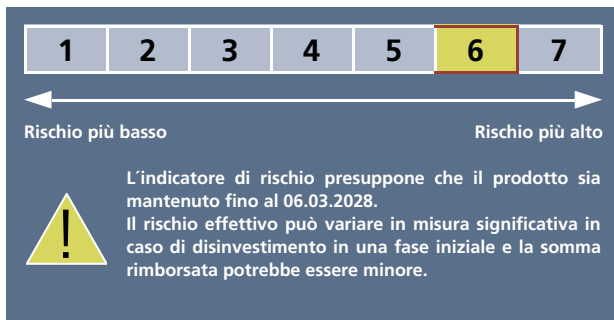 1 2 3 4 5 6 7
Rischio più basso Rischio più alto
L´indicatore di rischio presuppone che il prodotto sia
mantenuto fino al 06.03.2028.
Il rischio effettivo può variare in misura significativa in
caso di disinvestimento in una fase iniziale e la somma
rimborsata potrebbe essere minore.
!